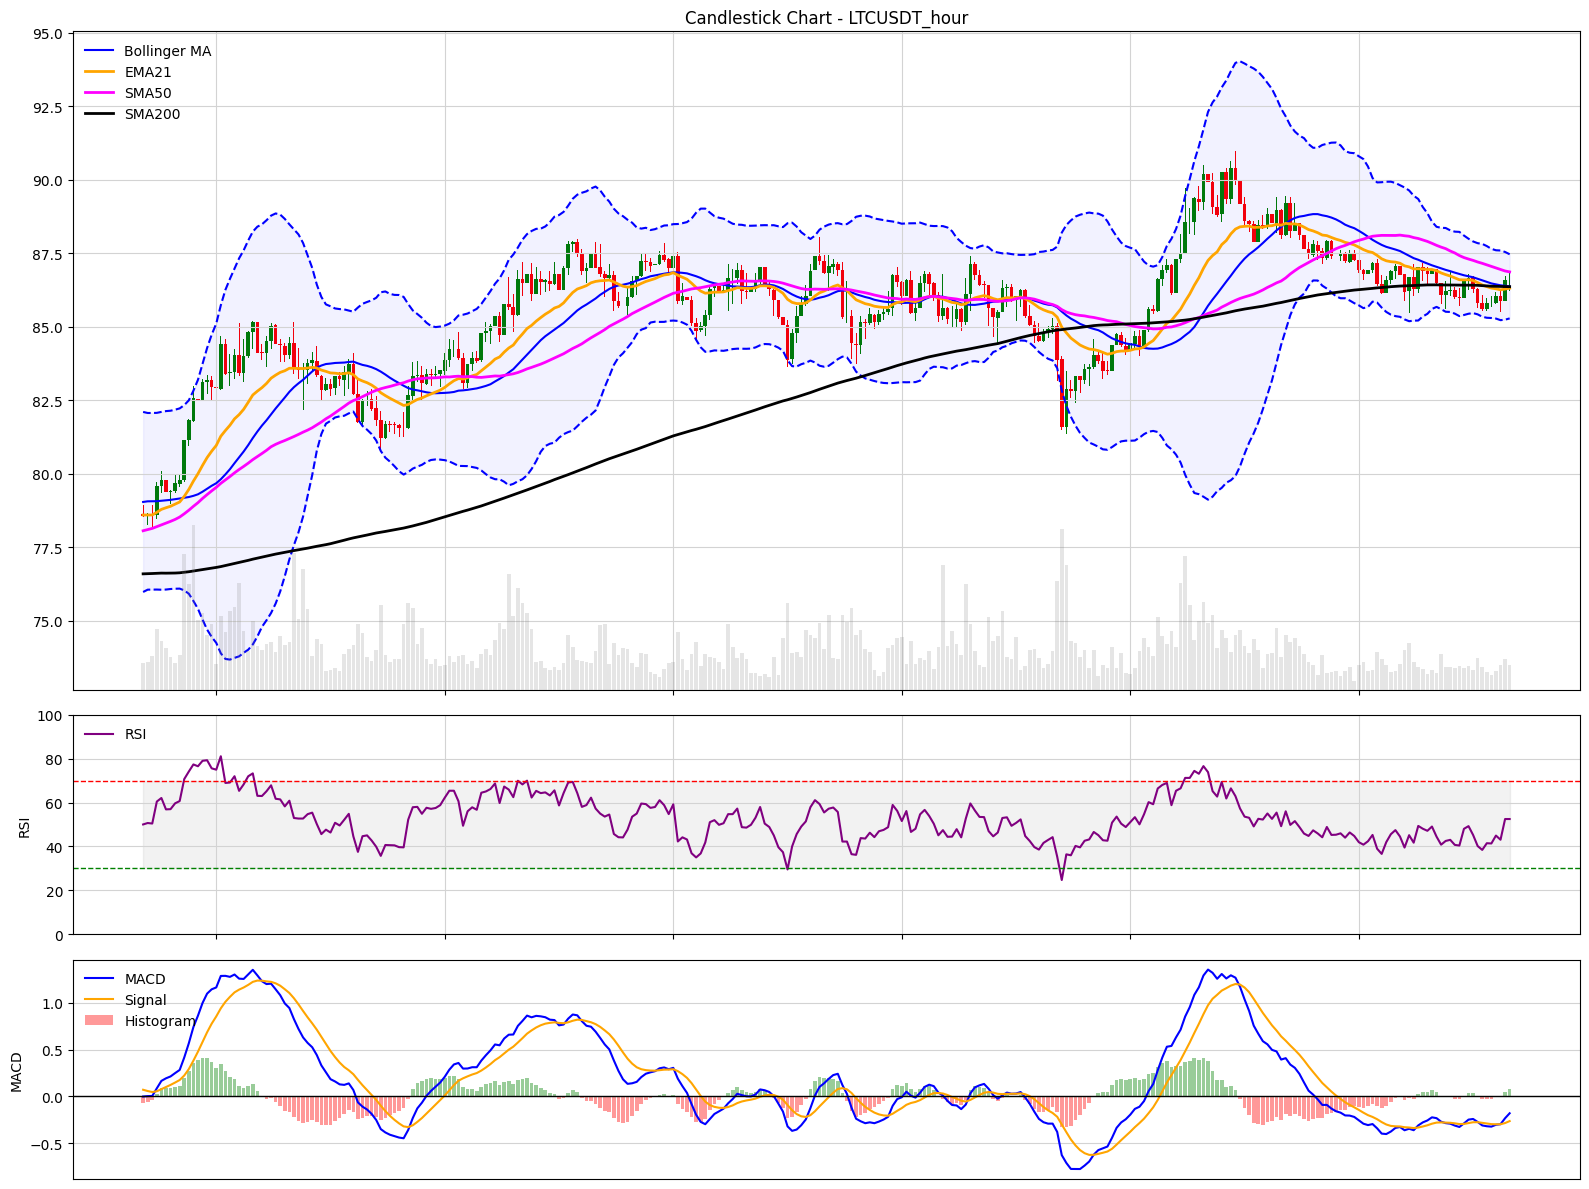 Candlestick Chart - LTCUSDT_hour
95.0
92.5
90.0
87.5
85.0
82.5
80.0
77.5
75.0
Bollinger MA
EMA21
SMA50
SMA200
100
80
60
40
20
0
RSI
RSI
1.0
0.5
0.0
−0.5
MACD
MACD
Signal
Histogram